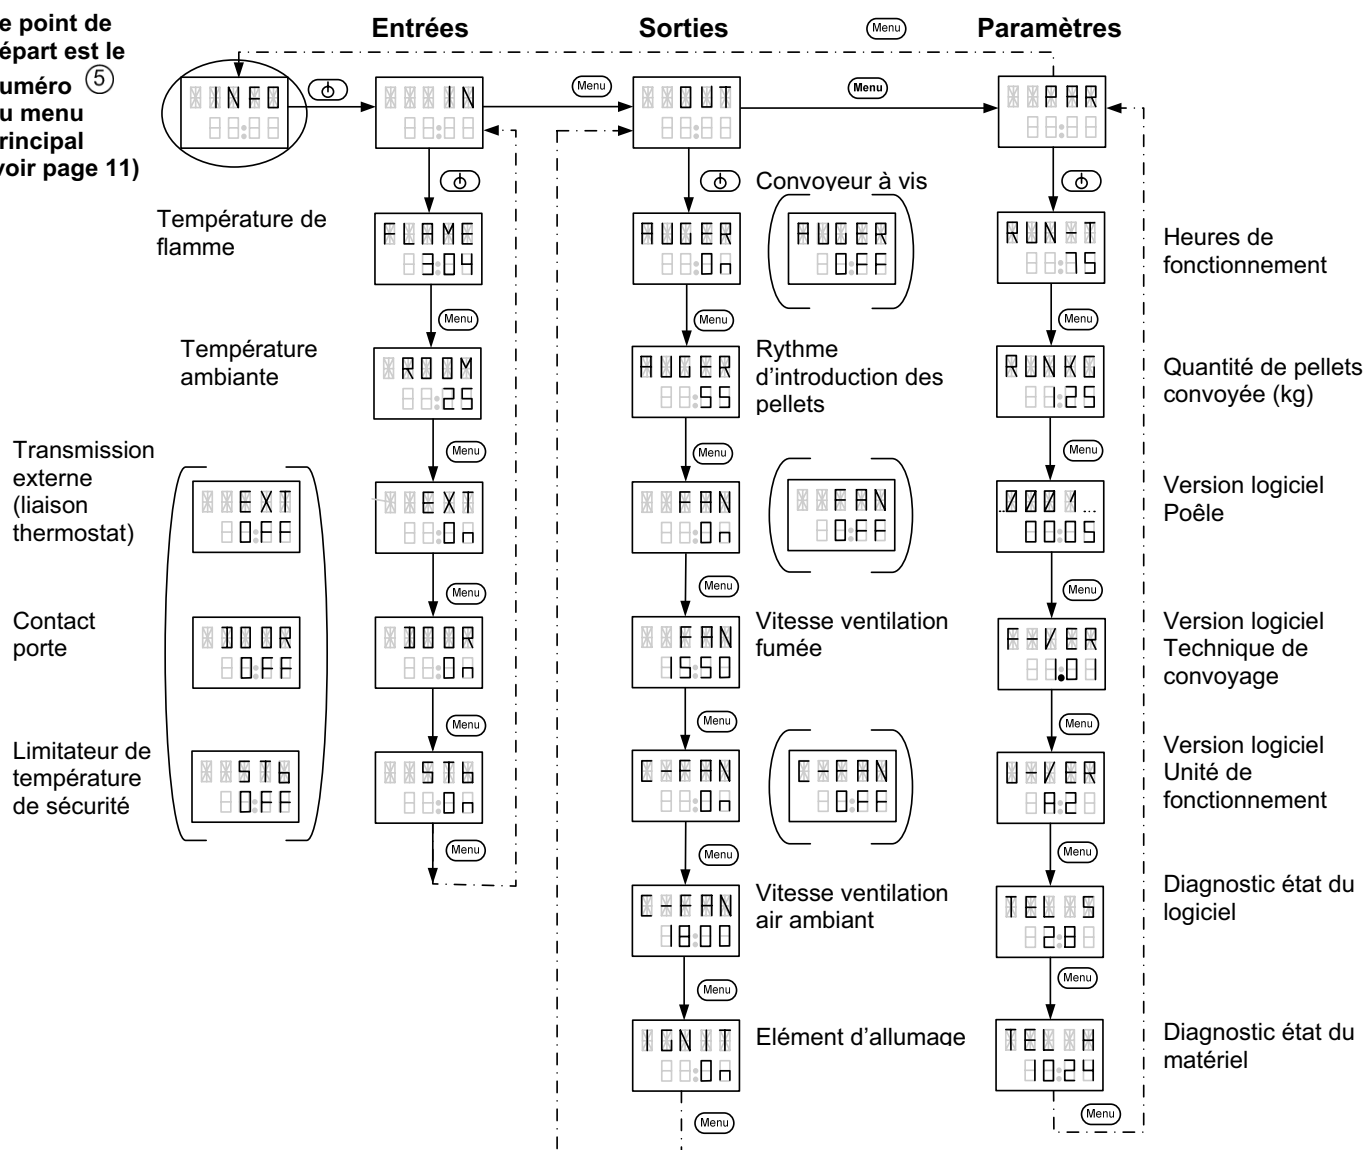 e point de
épart est le
uméro ⑤
u menu
rincipal
voir page 11)
Entrées
Sorties
Menu
Paramètres
INFO
IN
Menu
OUT
Menu
PAR
Température de
flamme
FLAME
3:04
Menu
Température
ambiante
ROOM
25
Menu
Transmission
externe
(liaison
thermostat)
EXT
OFF
EXT
On
Menu
Contact
porte
DOOR
OFF
DOOR
On
Menu
Limitateur de
température
de sécurité
STb
OFF
STb
On
Menu
Convoyeur à vis
AUGER
On
AUGER
OFF
Menu
AUGER
55
Rythme
d'introduction des
pellets
Menu
FAN
On
FAN
OFF
Menu
FAN
15:50
Vitesse ventilation
fumée
Menu
C-FAN
On
C-FAN
OFF
Menu
C-FAN
18:00
Vitesse ventilation
air ambiant
Menu
IGNIT
On
Elément d'allumage
Menu
RUN-T
75
Heures de
fonctionnement
Menu
RUNKG
125
Quantité de pellets
convoyée (kg)
Menu
..0001...
00:05
Version logiciel
Poêle
Menu
F-VER
1.01
Version logiciel
Technique de
convoyage
Menu
U-VER
A:2
Version logiciel
Unité de
fonctionnement
Menu
TEL S
2:8
Diagnostic état du
logiciel
Menu
TEL H
10:24
Diagnostic état du
matériel
Menu